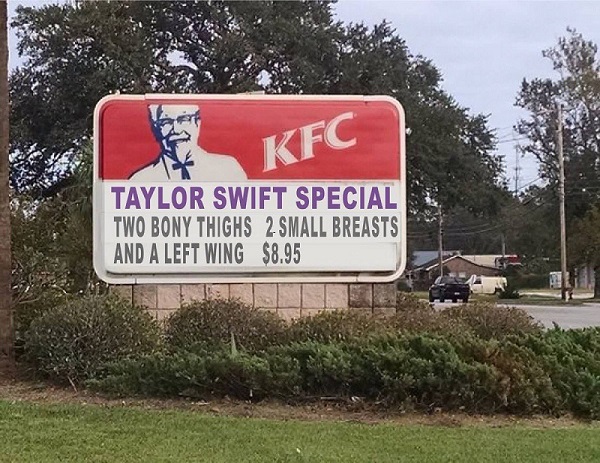 KFC
TAYLOR SWIFT SPECIAL
TWO BONY THIGHS 2 SMALL BREASTS
AND A LEFT WING $8.95